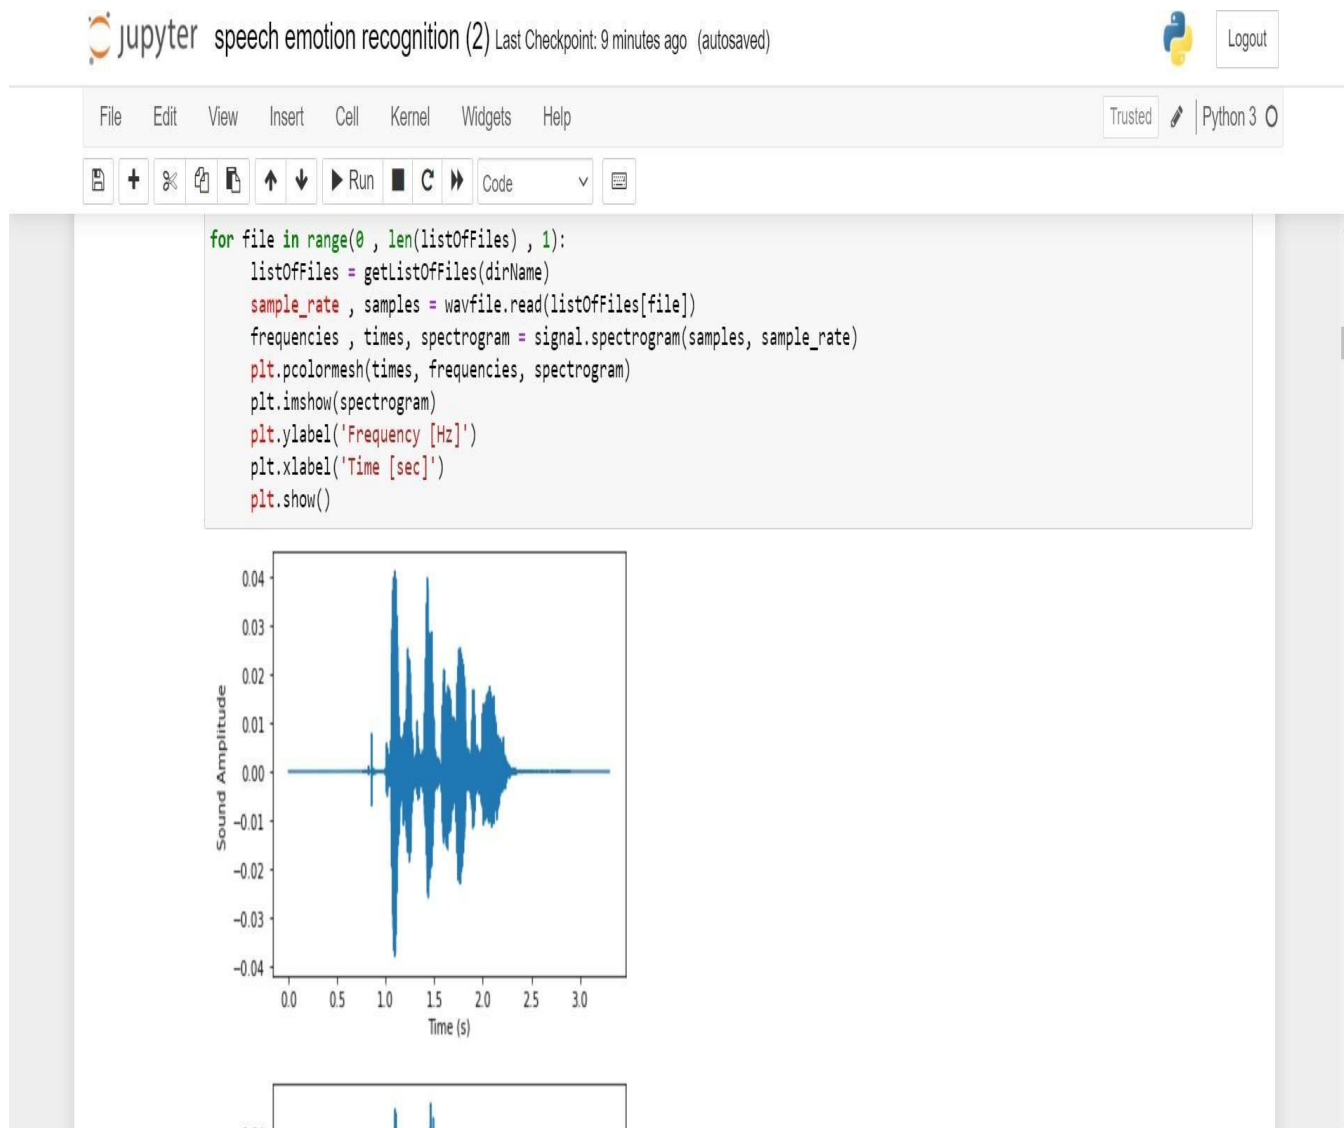 jupyter speech emotion recognition (2) Last Checkpoint: 9 minutes ago (autosaved) Logout
File Edit View Insert Cell Kernel Widgets Help Trusted Python 3
Run Code
for file in range(0 , len(listOfFiles) , 1):
    listOfFiles = getListOfFiles(dirName)
    sample_rate , samples = wavfile.read(listOfFiles[file])
    frequencies , times, spectrogram = signal.spectrogram(samples, sample_rate)
    plt.pcolormesh(times, frequencies, spectrogram)
    plt.imshow(spectrogram)
    plt.ylabel('Frequency [Hz]')
    plt.xlabel('Time [sec]')
    plt.show()
0.04
0.03
0.02
0.01
0.00
−0.01
−0.02
−0.03
−0.04
Sound Amplitude
0.0 0.5 1.0 1.5 2.0 2.5 3.0
Time (s)